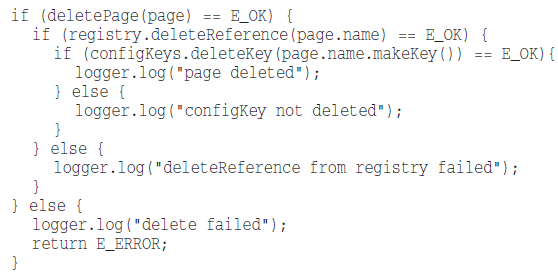 if (deletePage(page) == E_OK) {
  if (registry.deleteReference(page.name) == E_OK) {
    if (configKeys.deleteKey(page.name.makeKey()) == E_OK){
      logger.log("page deleted");
    } else {
      logger.log("configKey not deleted");
    }
  } else {
    logger.log("deleteReference from registry failed");
  }
} else {
  logger.log("delete failed");
  return E_ERROR;
}